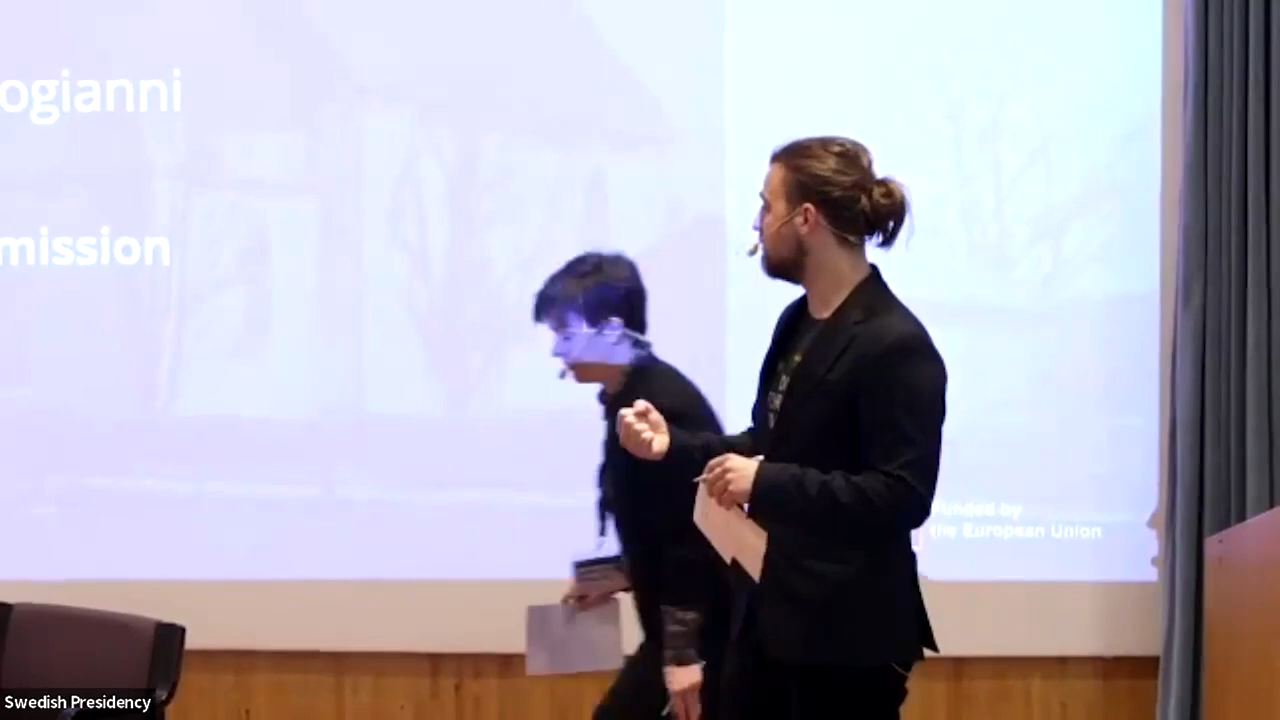 ogianni
mission
Funded by
the European Union
Swedish Presidency